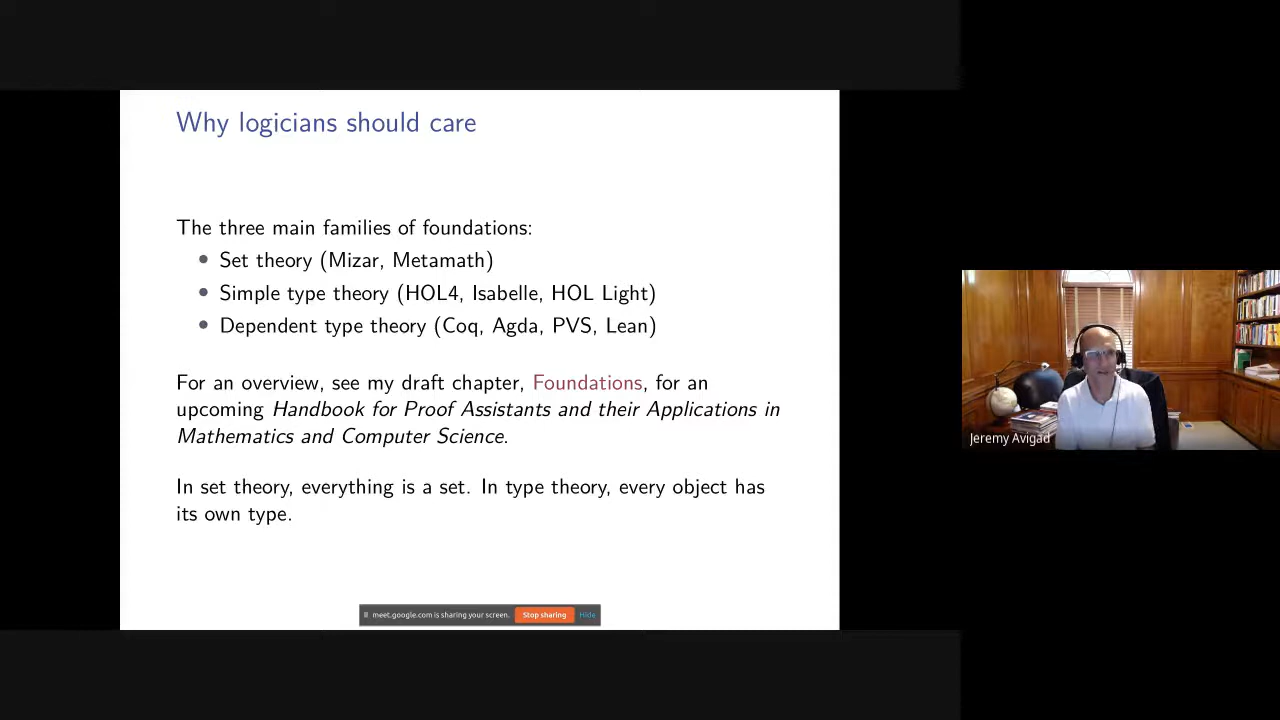 Why logicians should care
The three main families of foundations:
• Set theory (Mizar, Metamath)
• Simple type theory (HOL4, Isabelle, HOL Light)
• Dependent type theory (Coq, Agda, PVS, Lean)
For an overview, see my draft chapter, Foundations, for an
upcoming Handbook for Proof Assistants and their Applications in
Mathematics and Computer Science.
In set theory, everything is a set. In type theory, every object has
its own type.
meet.google.com is sharing your screen. Stop sharing Hide
Jeremy Avigad